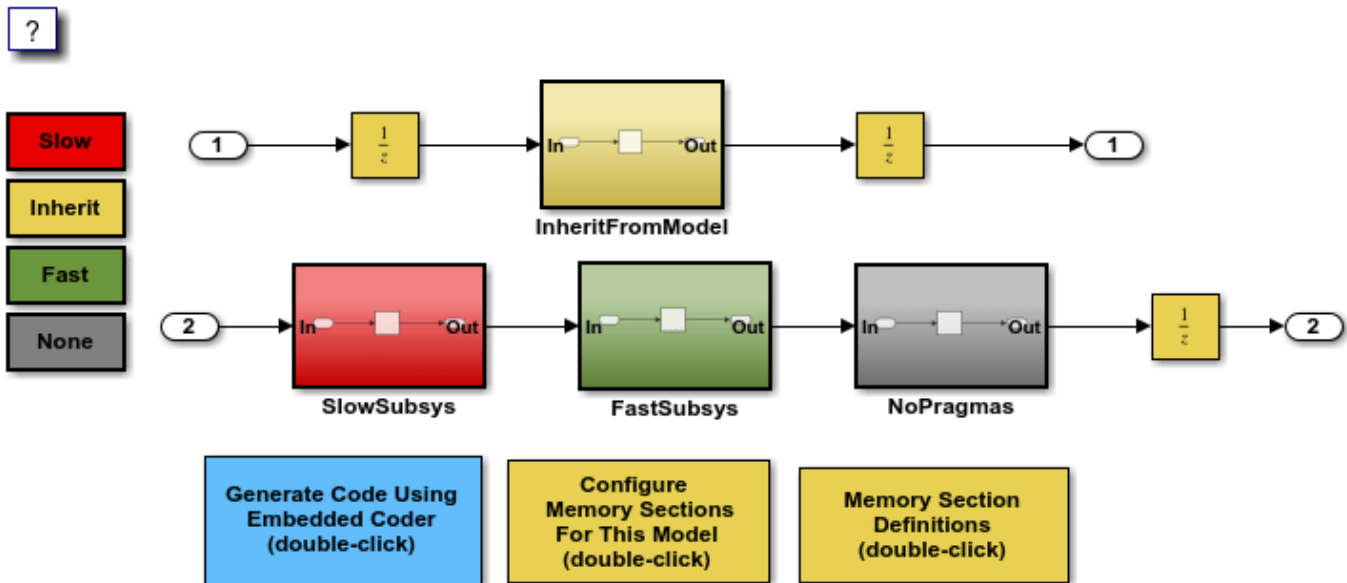 ?
Slow
Inherit
Fast
None
1
1
z
In
Out
InheritFromModel
1
z
1
2
In
Out
SlowSubsys
In
Out
FastSubsys
In
Out
NoPragmas
1
z
2
Generate Code Using
Embedded Coder
(double-click)
Configure
Memory Sections
For This Model
(double-click)
Memory Section
Definitions
(double-click)